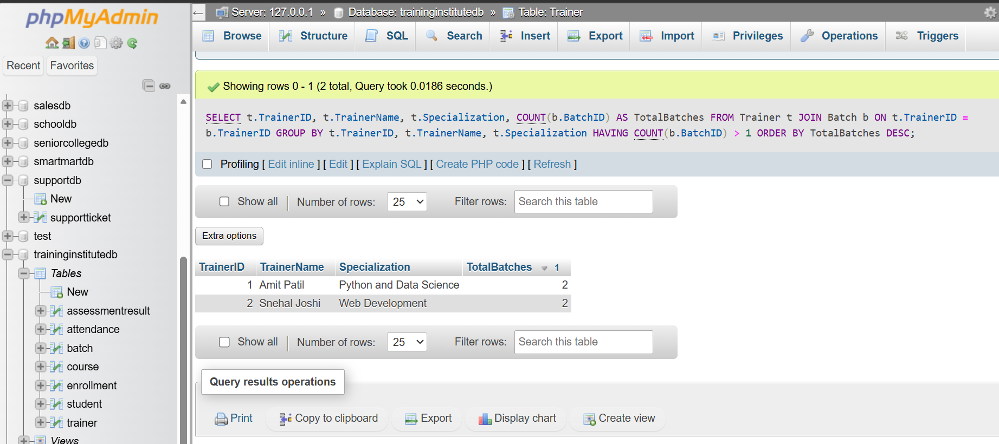 phpMyAdmin
Recent
Favorites
salesdb
schooldb
seniorcollegedb
smartmartdb
supportdb
New
supportticket
test
traininginstitutedb
Tables
New
assessmentresult
attendance
batch
course
enrollment
student
trainer
Views
Server: 127.0.0.1 » Database: traininginstitutedb » Table: Trainer
Browse
Structure
SQL
Search
Insert
Export
Import
Privileges
Operations
Triggers
Showing rows 0 - 1 (2 total, Query took 0.0186 seconds.)
SELECT t.TrainerID, t.TrainerName, t.Specialization, COUNT(b.BatchID) AS TotalBatches FROM Trainer t JOIN Batch b ON t.TrainerID =
b.TrainerID GROUP BY t.TrainerID, t.TrainerName, t.Specialization HAVING COUNT(b.BatchID) > 1 ORDER BY TotalBatches DESC;
Profiling [ Edit inline ] [ Edit ] [ Explain SQL ] [ Create PHP code ] [ Refresh ]
Show all | Number of rows: 25 Filter rows: Search this table
Extra options
TrainerID TrainerName Specialization TotalBatches 1
1 Amit Patil Python and Data Science 2
2 Snehal Joshi Web Development 2
Show all | Number of rows: 25 Filter rows: Search this table
Query results operations
Print
Copy to clipboard
Export
Display chart
Create view